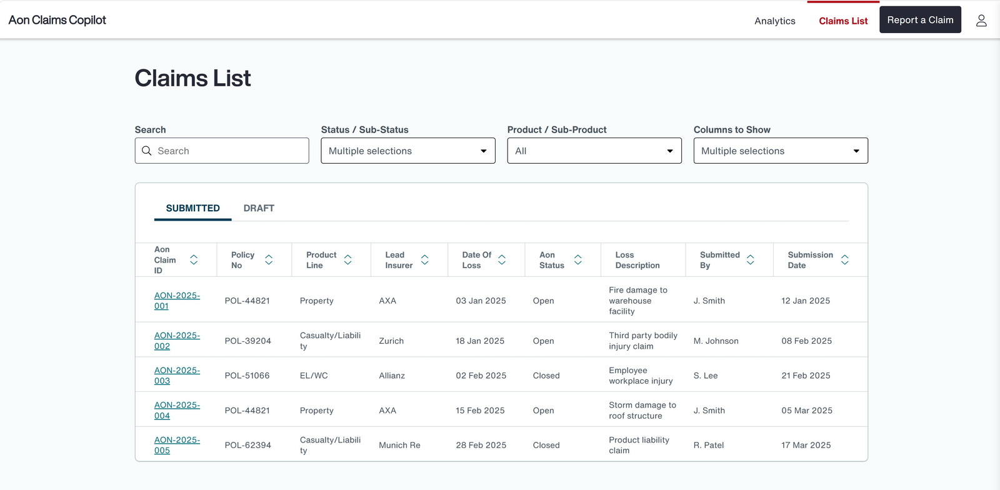 Aon Claims Copilot
Analytics
Claims List
Report a Claim
Claims List
Search
Status / Sub-Status
Product / Sub-Product
Columns to Show
Search
Multiple selections
All
Multiple selections
SUBMITTED
DRAFT
Aon
Claim
ID
Policy
No
Product
Line
Lead
Insurer
Date Of
Loss
Aon
Status
Loss
Description
Submitted
By
Submission
Date
AON-2025-
001
POL-44821
Property
AXA
03 Jan 2025
Open
Fire damage to
warehouse
facility
J. Smith
12 Jan 2025
AON-2025-
002
POL-39204
Casualty/Liabili
ty
Zurich
18 Jan 2025
Open
Third party bodily
injury claim
M. Johnson
08 Feb 2025
AON-2025-
003
POL-51066
EL/WC
Allianz
02 Feb 2025
Closed
Employee
workplace injury
S. Lee
21 Feb 2025
AON-2025-
004
POL-44821
Property
AXA
15 Feb 2025
Open
Storm damage to
roof structure
J. Smith
05 Mar 2025
AON-2025-
005
POL-62394
Casualty/Liabili
ty
Munich Re
28 Feb 2025
Closed
Product liability
claim
R. Patel
17 Mar 2025